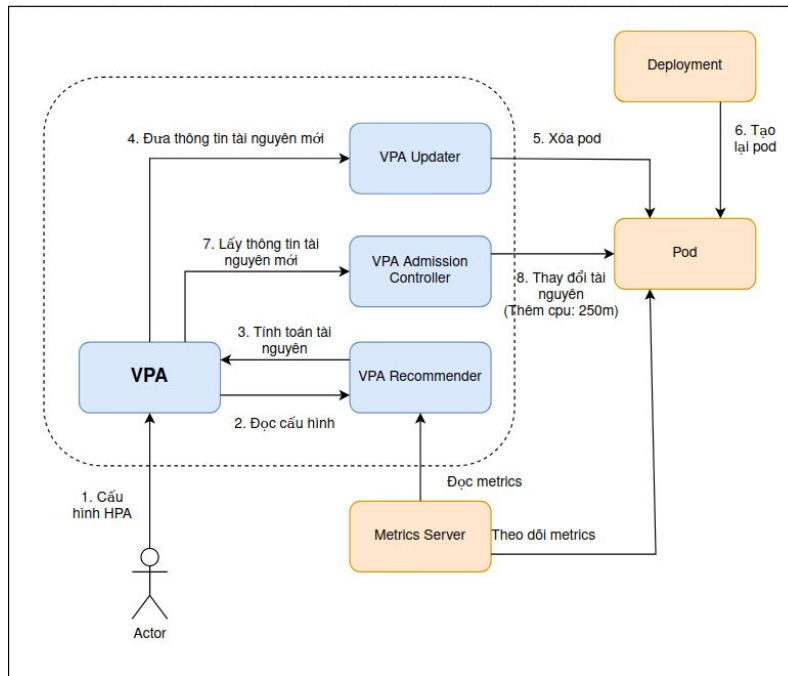 Deployment
4. Đưa thông tin tài nguyên mới
VPA Updater
5. Xóa pod
6. Tạo
lại pod
7. Lấy thông tin tài
nguyên mới
VPA Admission
Controller
Pod
8. Thay đổi tài
nguyên
(Thêm cpu: 250m)
3. Tính toán tài
nguyên
VPA
VPA Recommender
2. Đọc cấu hình
1. Cấu
hình HPA
Đọc metrics
Metrics Server
Theo dõi metrics
Actor